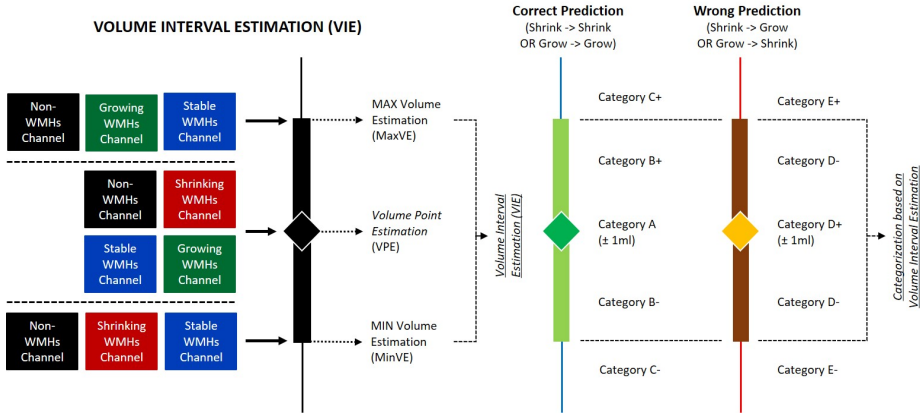 VOLUME INTERVAL ESTIMATION (VIE)
Correct Prediction
(Shrink -> Shrink
OR Grow -> Grow)
Wrong Prediction
(Shrink -> Grow
OR Grow -> Shrink)
Non-
WMHs
Channel
Growing
WMHs
Channel
Stable
WMHs
Channel
MAX Volume
Estimation
(MaxVE)
Non-
WMHs
Channel
Shrinking
WMHs
Channel
Stable
WMHs
Channel
Growing
WMHs
Channel
Volume Point
Estimation
(VPE)
Non-
WMHs
Channel
Shrinking
WMHs
Channel
Stable
WMHs
Channel
MIN Volume
Estimation
(MinVE)
Volume Interval
Estimation (VIE)
Category C+
Category B+
Category A
(± 1ml)
Category B-
Category C-
Category E+
Category D-
Category D+
(± 1ml)
Category D-
Category E-
Categorization based on
Volume Interval Estimation